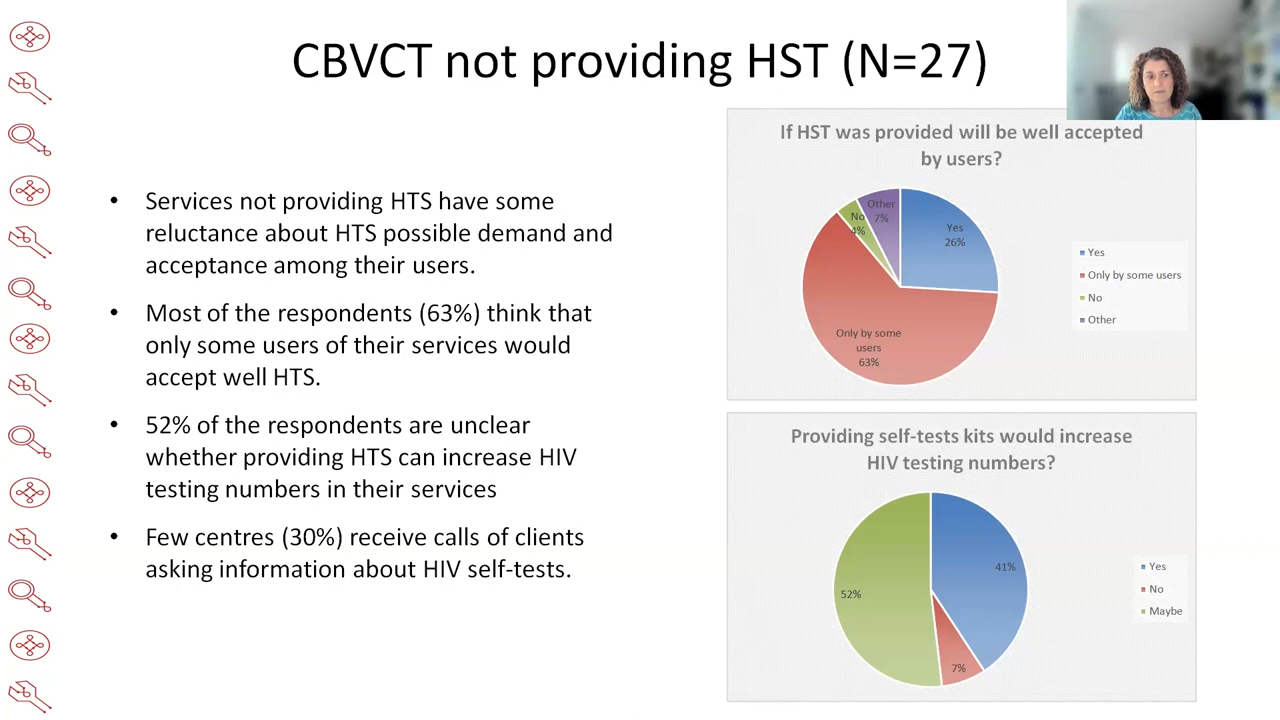 CBVCT not providing HST (N=27)
• Services not providing HTS have some
reluctance about HTS possible demand and
acceptance among their users.
• Most of the respondents (63%) think that
only some users of their services would
accept well HTS.
• 52% of the respondents are unclear
whether providing HTS can increase HIV
testing numbers in their services
• Few centres (30%) receive calls of clients
asking information about HIV self-tests.
If HST was provided will be well accepted
by users?
Other
7%
No
4%
Yes
26%
Only by some
users
63%
Yes
Only by some users
No
Other
Providing self-tests kits would increase
HIV testing numbers?
41%
52%
7%
Yes
No
Maybe